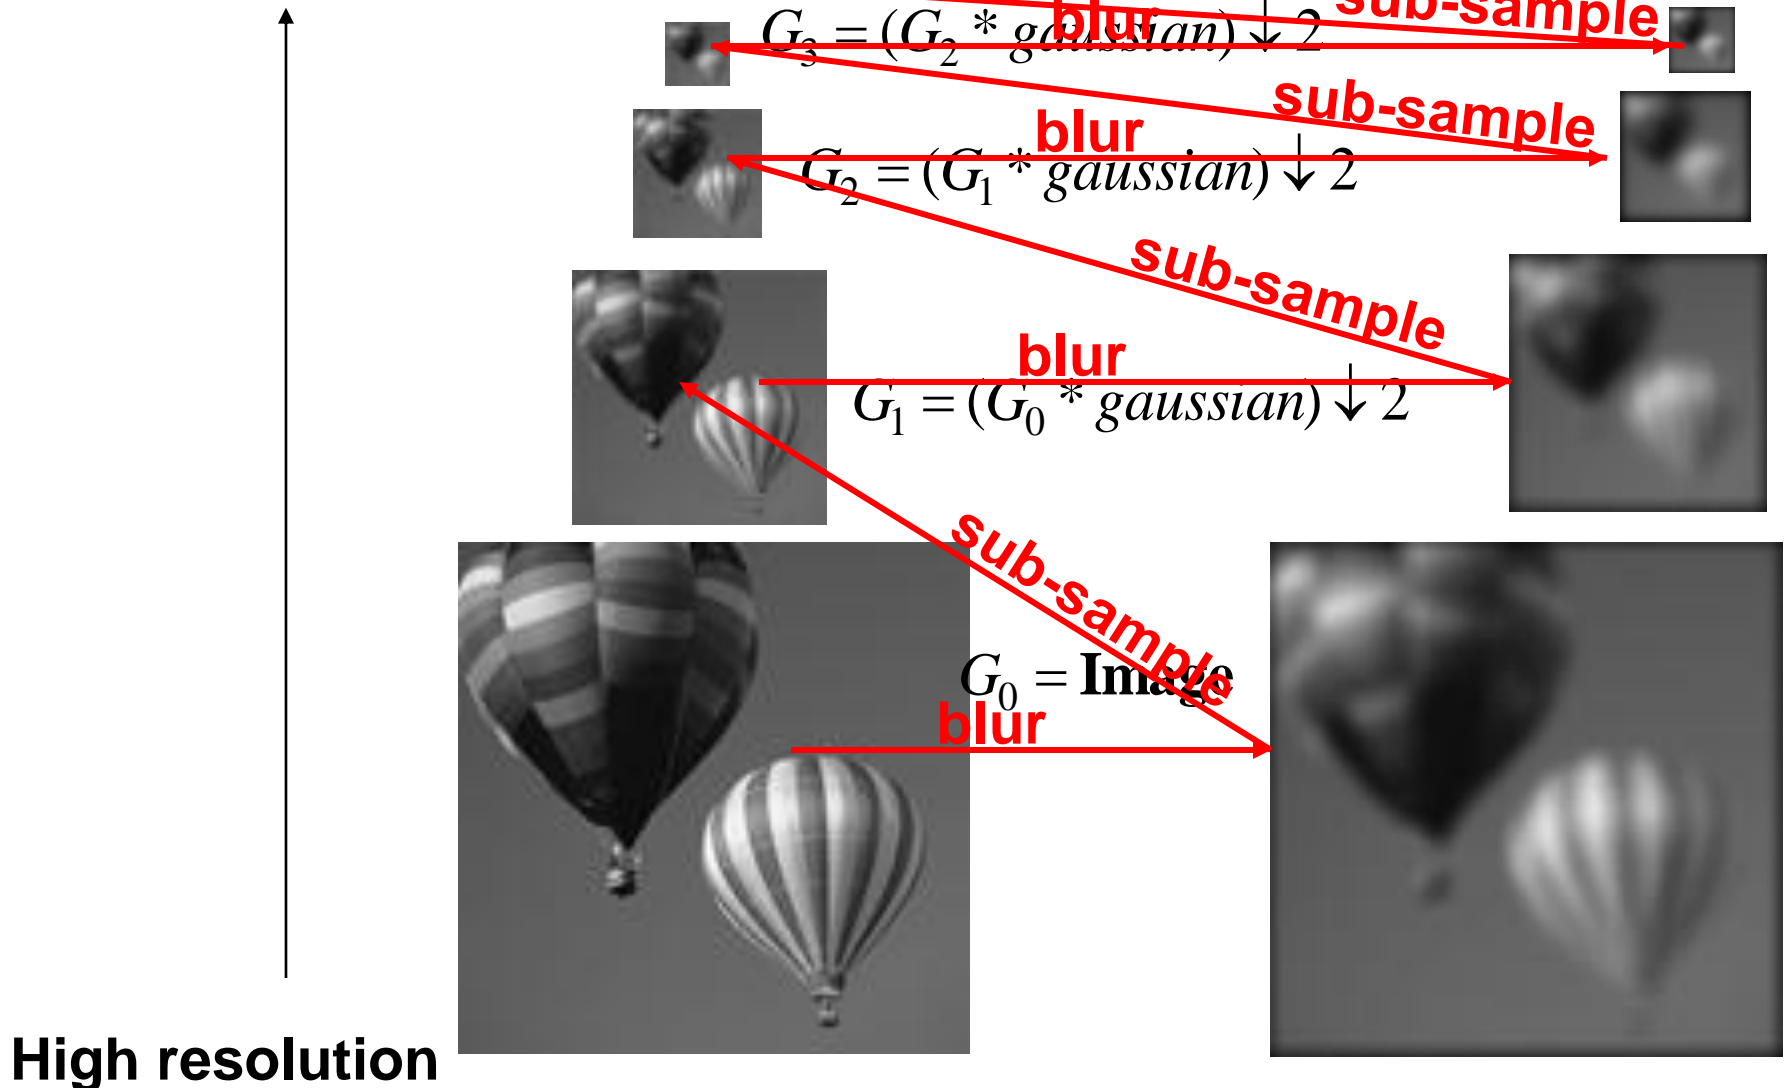 sub-sample
blur
G₃ = (G₂ * gaussian) ↓ 2
sub-sample
blur
G₂ = (G₁ * gaussian) ↓ 2
sub-sample
blur
G₁ = (G₀ * gaussian) ↓ 2
sub-sample
G₀ = Image
blur
High resolution